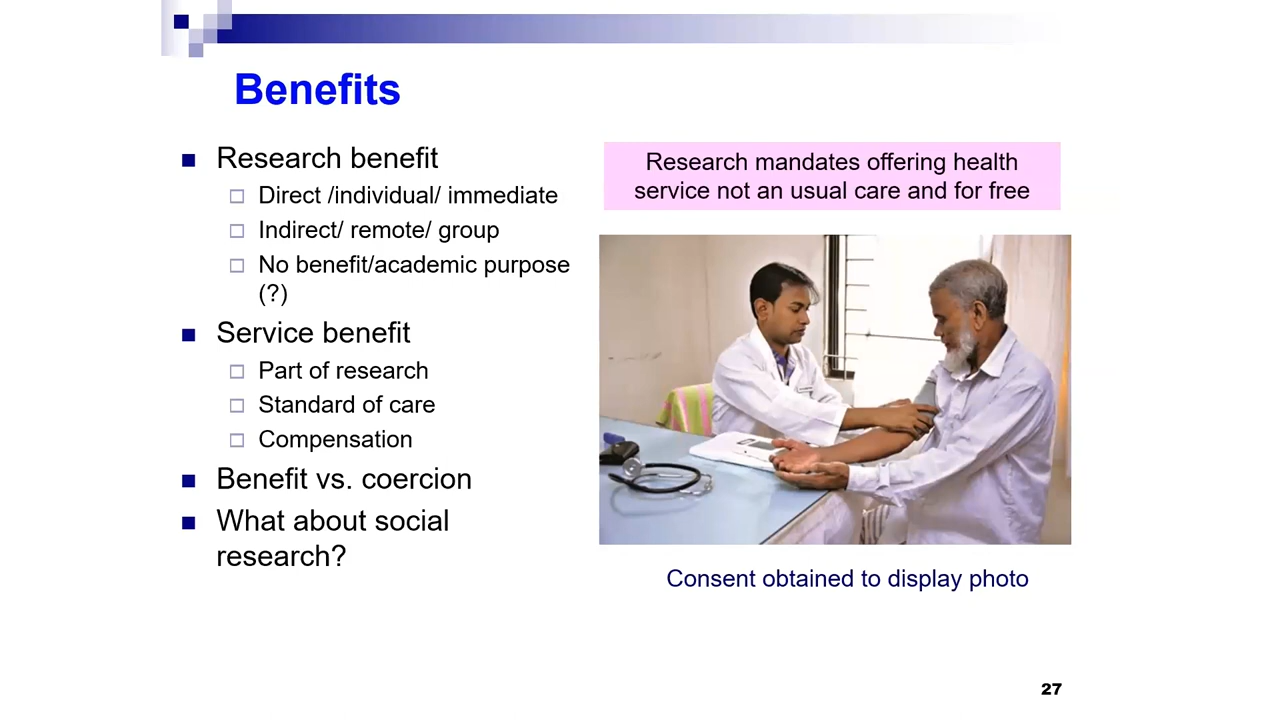 Benefits
Research benefit
Direct /individual/ immediate
Indirect/ remote/ group
No benefit/academic purpose
(?)
Service benefit
Part of research
Standard of care
Compensation
Benefit vs. coercion
What about social
research?
Research mandates offering health
service not an usual care and for free
Consent obtained to display photo
27